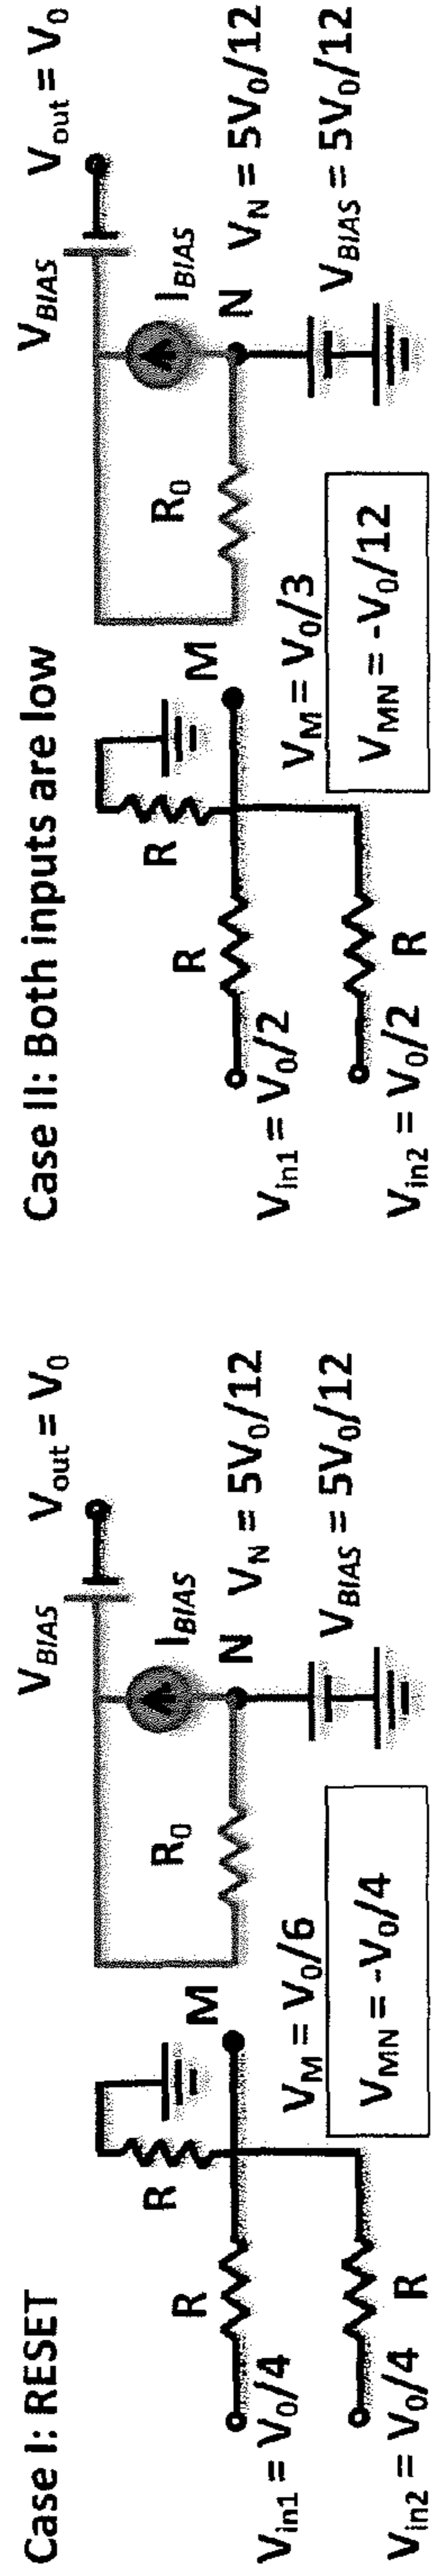 Case I: RESET
V_BIAS
V_out = V_0
R
R_0
I_BIAS
R
M
N
V_in1 = V_0/4
V_M = V_0/6
V_N = 5V_0/12
R
V_in2 = V_0/4
V_MN = -V_0/4
V_BIAS = 5V_0/12
Case II: Both inputs are low
V_BIAS
V_out = V_0
R
R_0
I_BIAS
R
M
N
V_in1 = V_0/2
V_M = V_0/3
V_N = 5V_0/12
R
V_in2 = V_0/2
V_MN = -V_0/12
V_BIAS = 5V_0/12